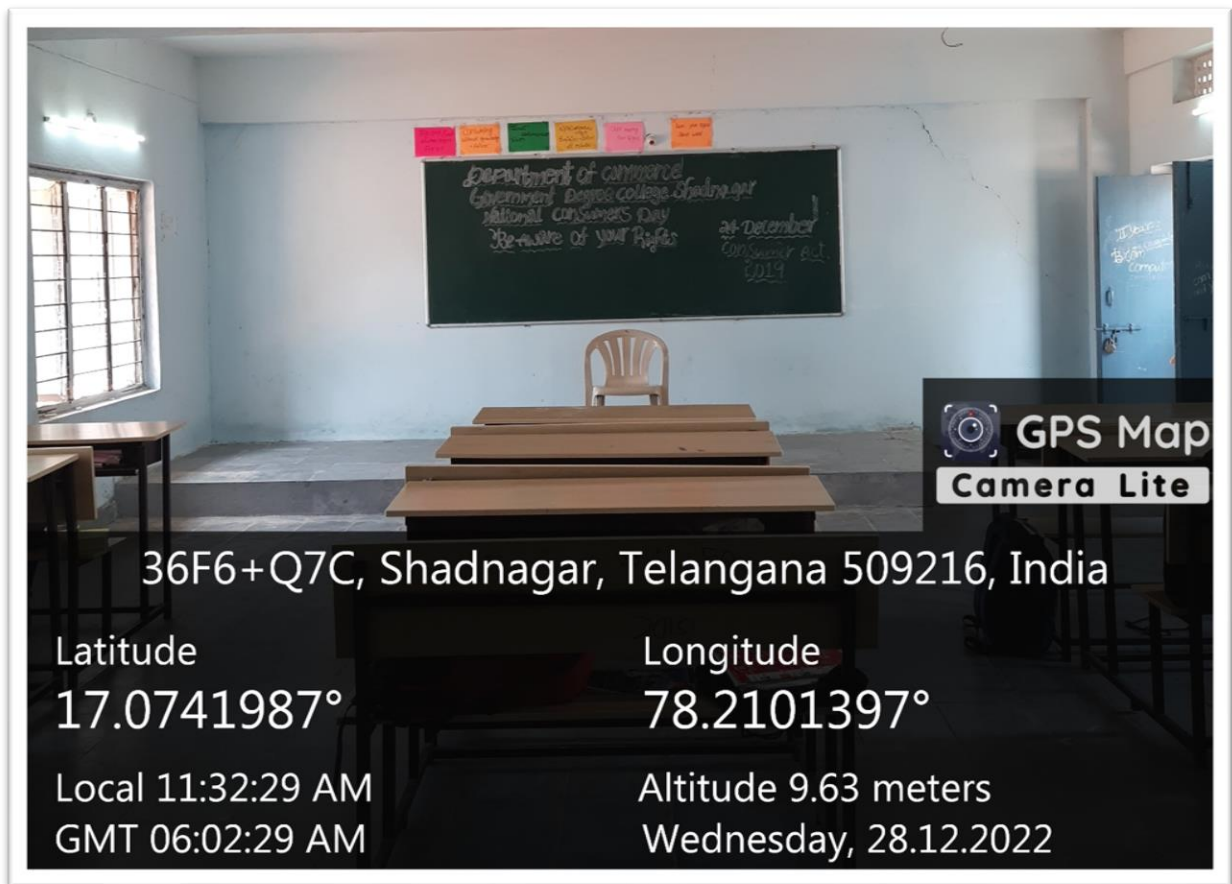 Department of commerce
Government Degree college Shadnagar
National Consumers Day
Be-Aware of your Rights
24-December
Consumer Act.
2019
GPS Map
Camera Lite
36F6+Q7C, Shadnagar, Telangana 509216, India
Latitude
17.0741987°
Longitude
78.2101397°
Local 11:32:29 AM
GMT 06:02:29 AM
Altitude 9.63 meters
Wednesday, 28.12.2022